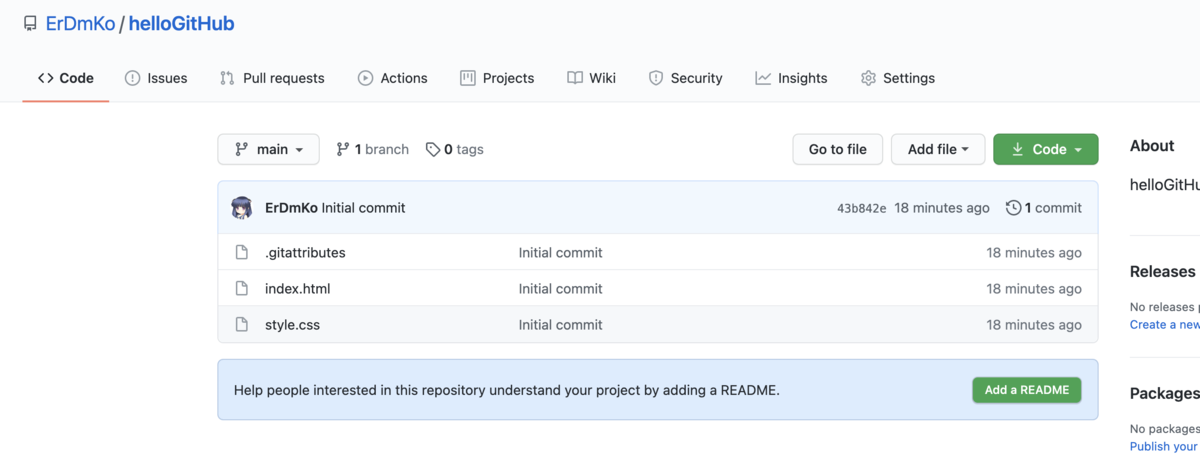 ErDmKo / helloGitHub
Code Issues Pull requests Actions Projects Wiki Security Insights Settings
main 1 branch 0 tags Go to file Add file Code
ErDmKo Initial commit 43b842e 18 minutes ago 1 commit
.gitattributes Initial commit 18 minutes ago
index.html Initial commit 18 minutes ago
style.css Initial commit 18 minutes ago
Help people interested in this repository understand your project by adding a README. Add a README
About
Releases
No releases
Create a new
Packages
No packages
Publish your